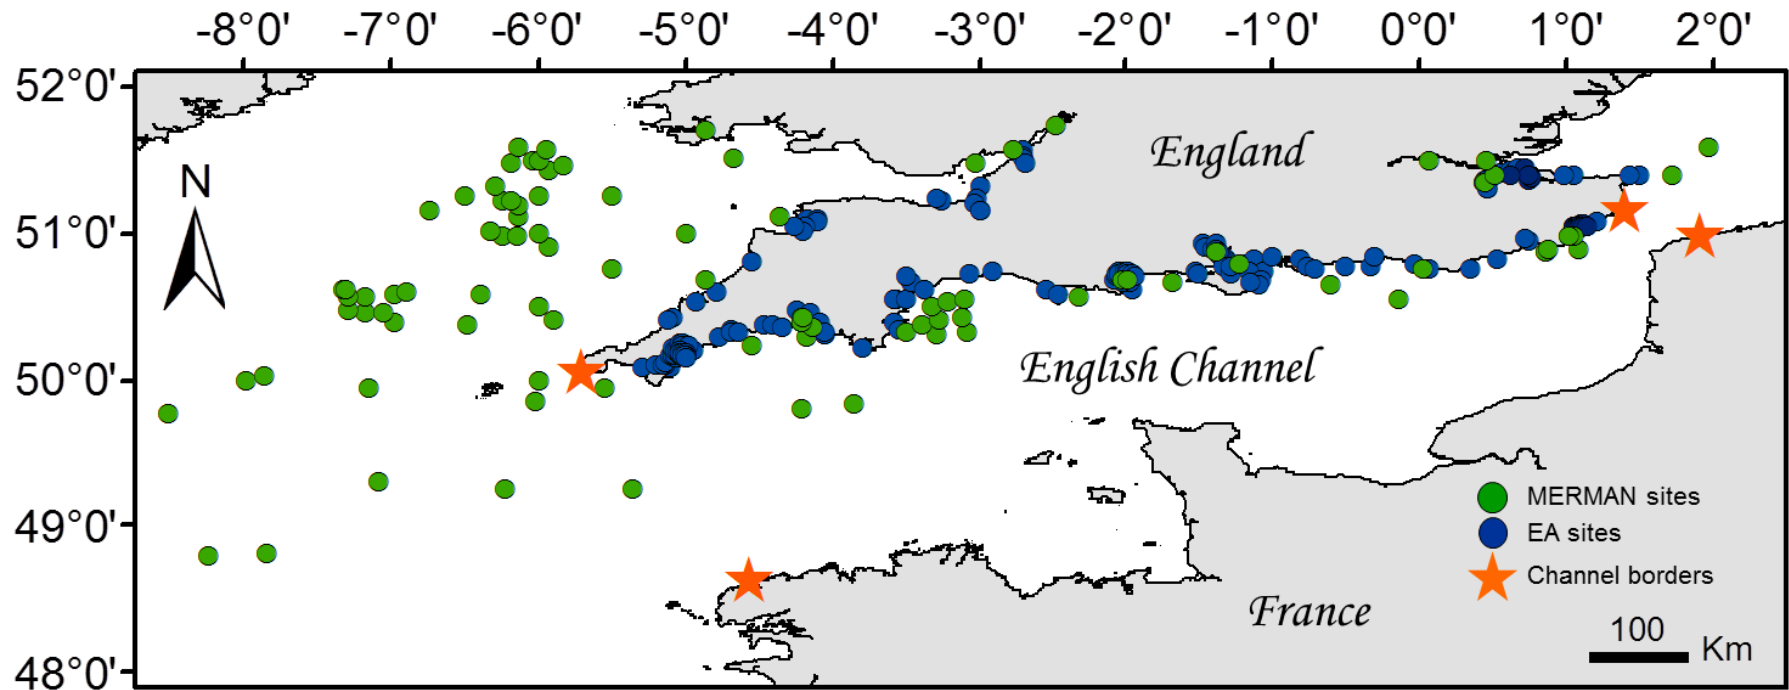 -8°0' -7°0' -6°0' -5°0' -4°0' -3°0' -2°0' -1°0' 0°0' 1°0' 2°0'
52°0'
51°0'
50°0'
49°0'
48°0'
N
England
English Channel
France
MERMAN sites
EA sites
Channel borders
100
Km